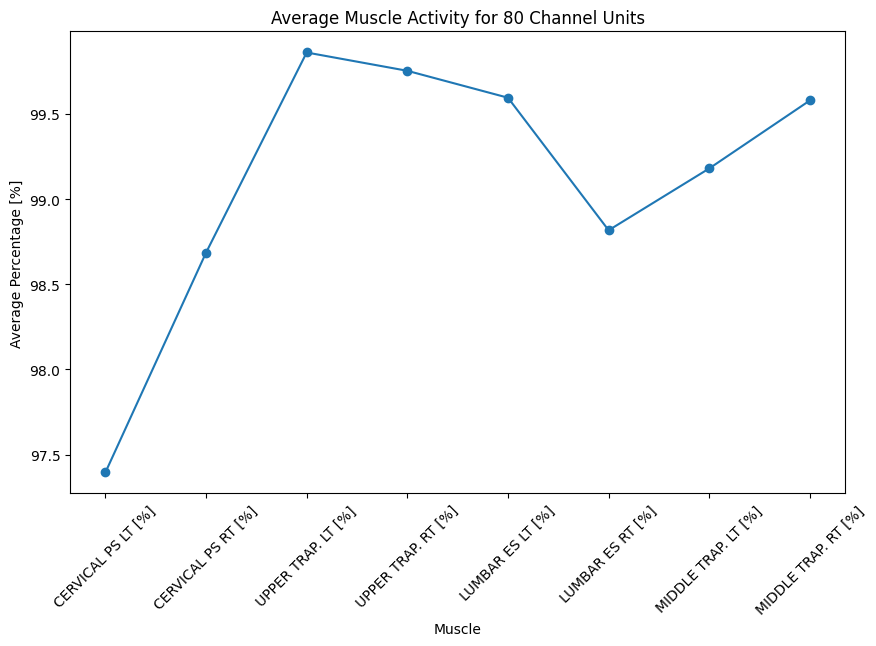 Average Muscle Activity for 80 Channel Units
Average Percentage [%]
99.5
99.0
98.5
98.0
97.5
CERVICAL PS LT [%]
CERVICAL PS RT [%]
UPPER TRAP. LT [%]
UPPER TRAP. RT [%]
LUMBAR ES LT [%]
LUMBAR ES RT [%]
MIDDLE TRAP. LT [%]
MIDDLE TRAP. RT [%]
Muscle